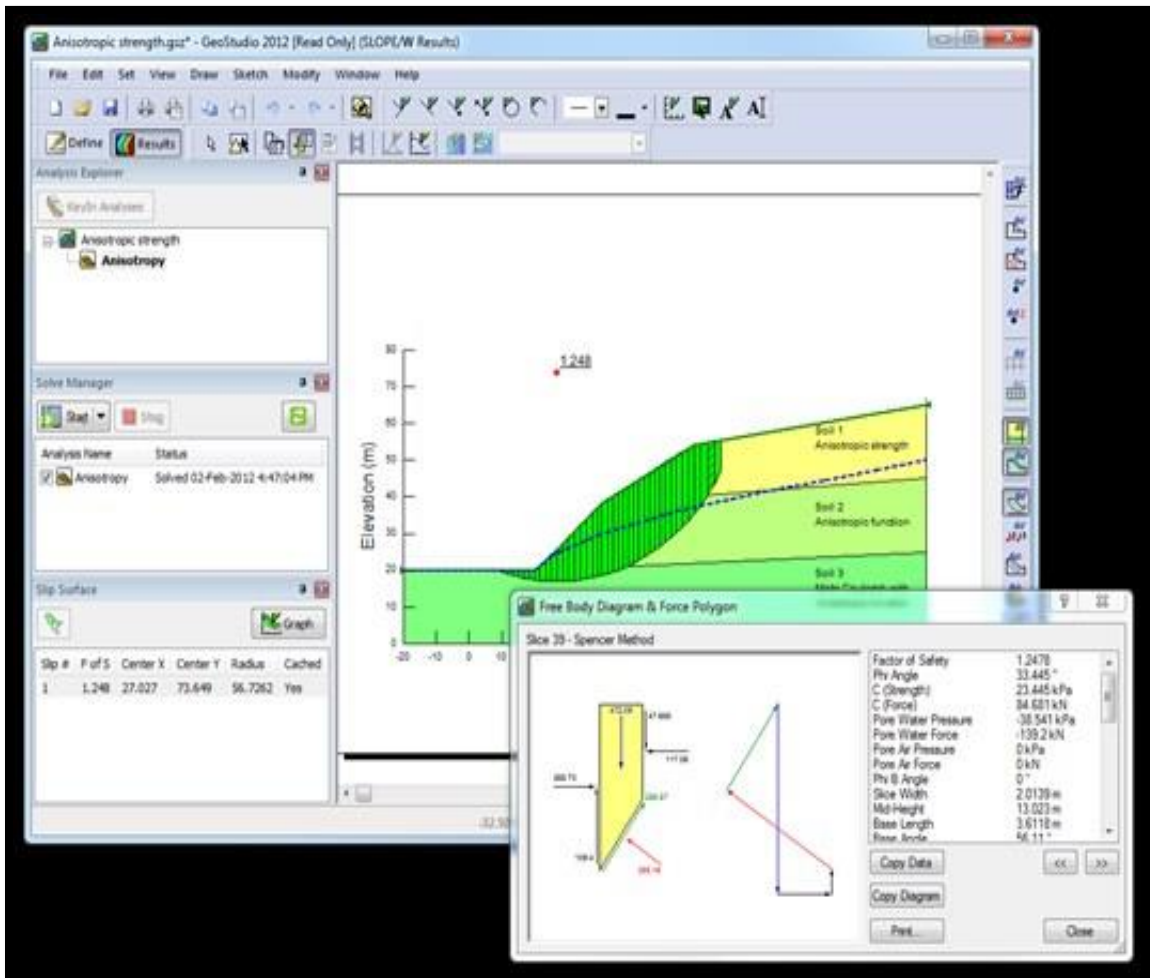 Anisotropic strength.gsz* - GeoStudio 2012 [Read Only] (SLOPE/W Results)
File Edit Set View Draw Sketch Modify Window Help
Define Results
Analysis Explorer
KeyIn Analyses
Anisotropic strength
Anisotropy
Solve Manager
Start Stop
Analysis Name Status
Anisotropy Solved 02-Feb-2012 4:47:04 PM
Slip Surface
Graph
Slip # F of S Center X Center Y Radius Cached
1 1.248 27.027 73.649 56.7262 Yes
1.248
Elevation (m)
70
60
50
40
30
20
10
0
-20 -10 0 10
Soil 1
Anisotropic strength
Soil 2
Anisotropic function
Soil 3
Free Body Diagram & Force Polygon
Slice 39 - Spencer Method
Factor of Safety 1.2478
Phi Angle 33.445 °
C (Strength) 23.445 kPa
C (Force) 84.681 kN
Pore Water Pressure -38.541 kPa
Pore Water Force -139.2 kN
Pore Air Pressure 0 kPa
Pore Air Force 0 kN
Phi B Angle 0 °
Slice Width 2.0139 m
Mid-Height 13.023 m
Base Length 3.6118 m
Base Angle 56.11 °
Copy Data << >>
Copy Diagram
Print... Close